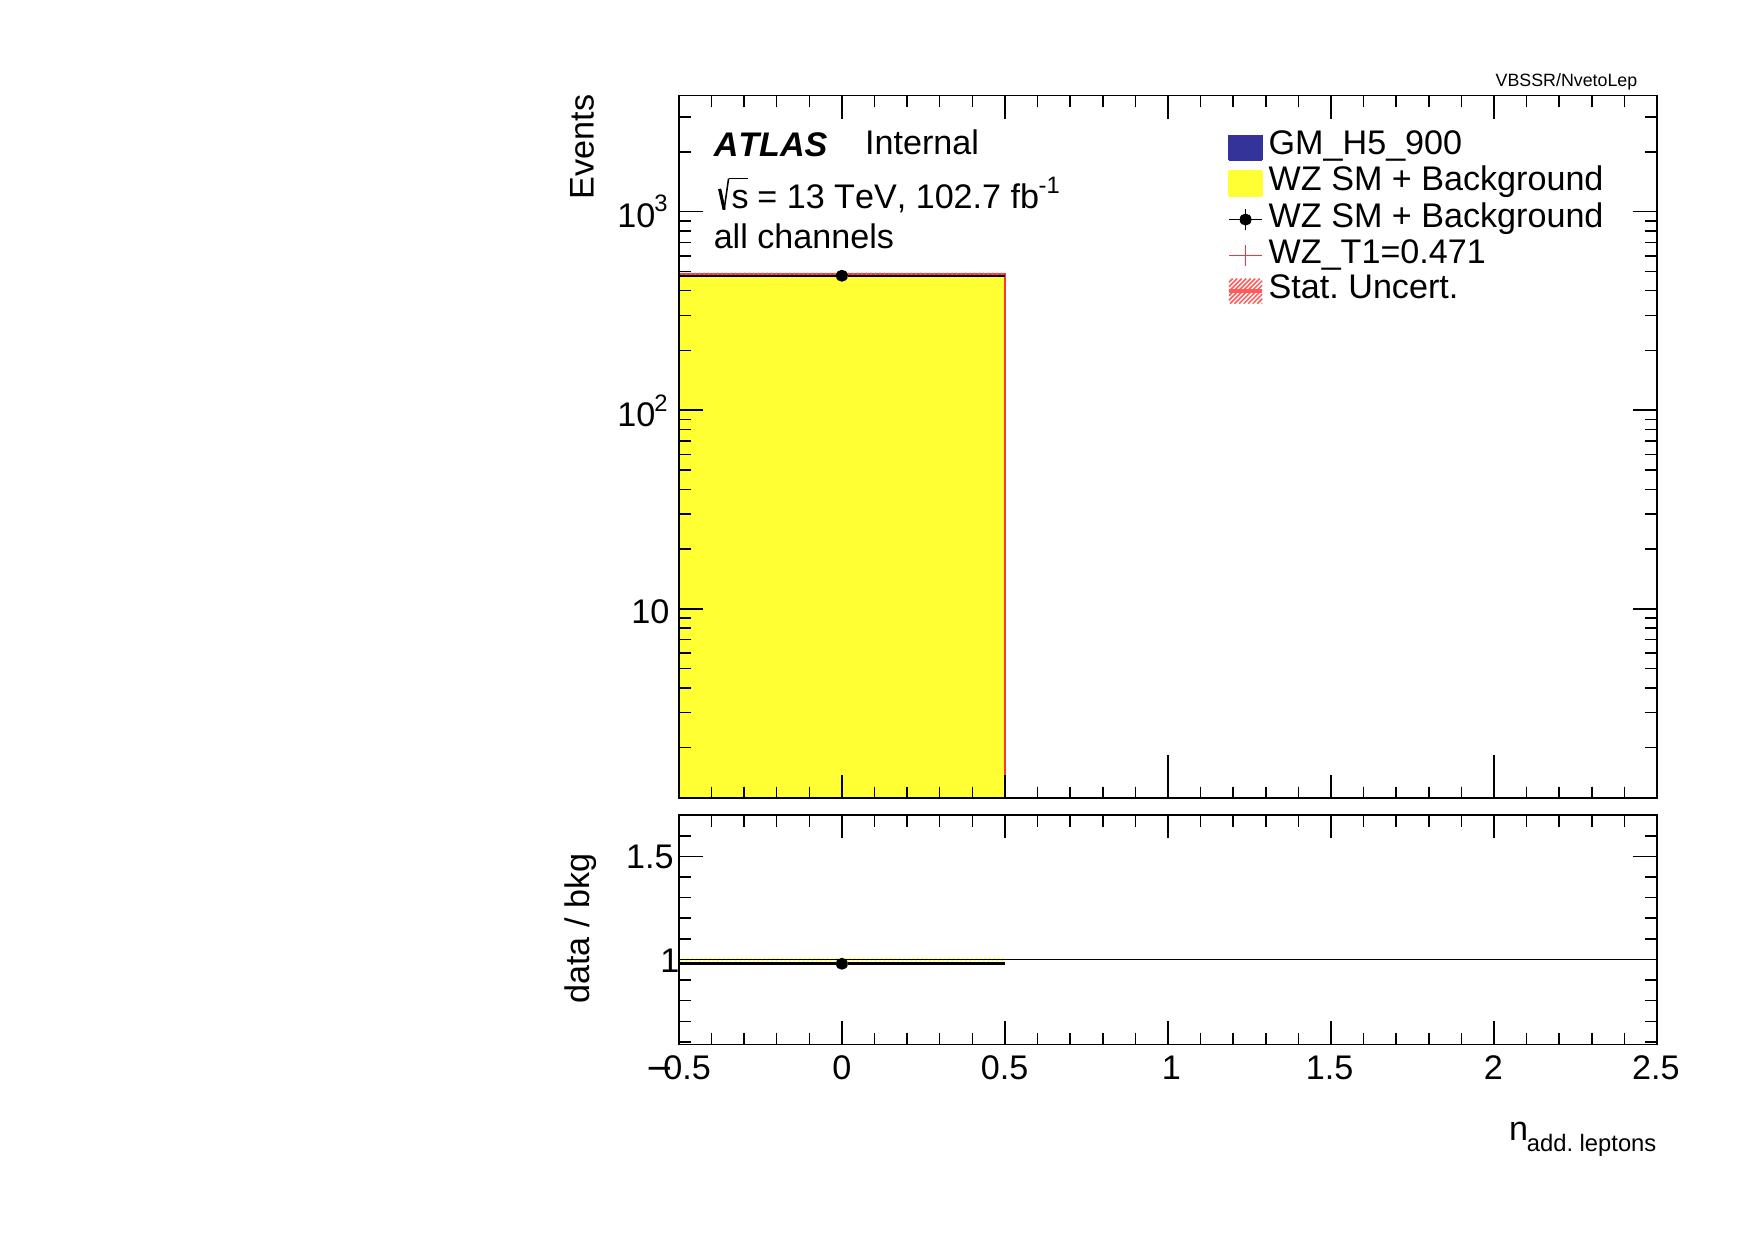 VBSSR/NvetoLep
Events
ATLAS Internal
√s = 13 TeV, 102.7 fb⁻¹
all channels
GM_H5_900
WZ SM + Background
WZ SM + Background
WZ_T1=0.471
Stat. Uncert.
10³
10²
10
data / bkg
1.5
1
−0.5 0 0.5 1 1.5 2 2.5
n add. leptons